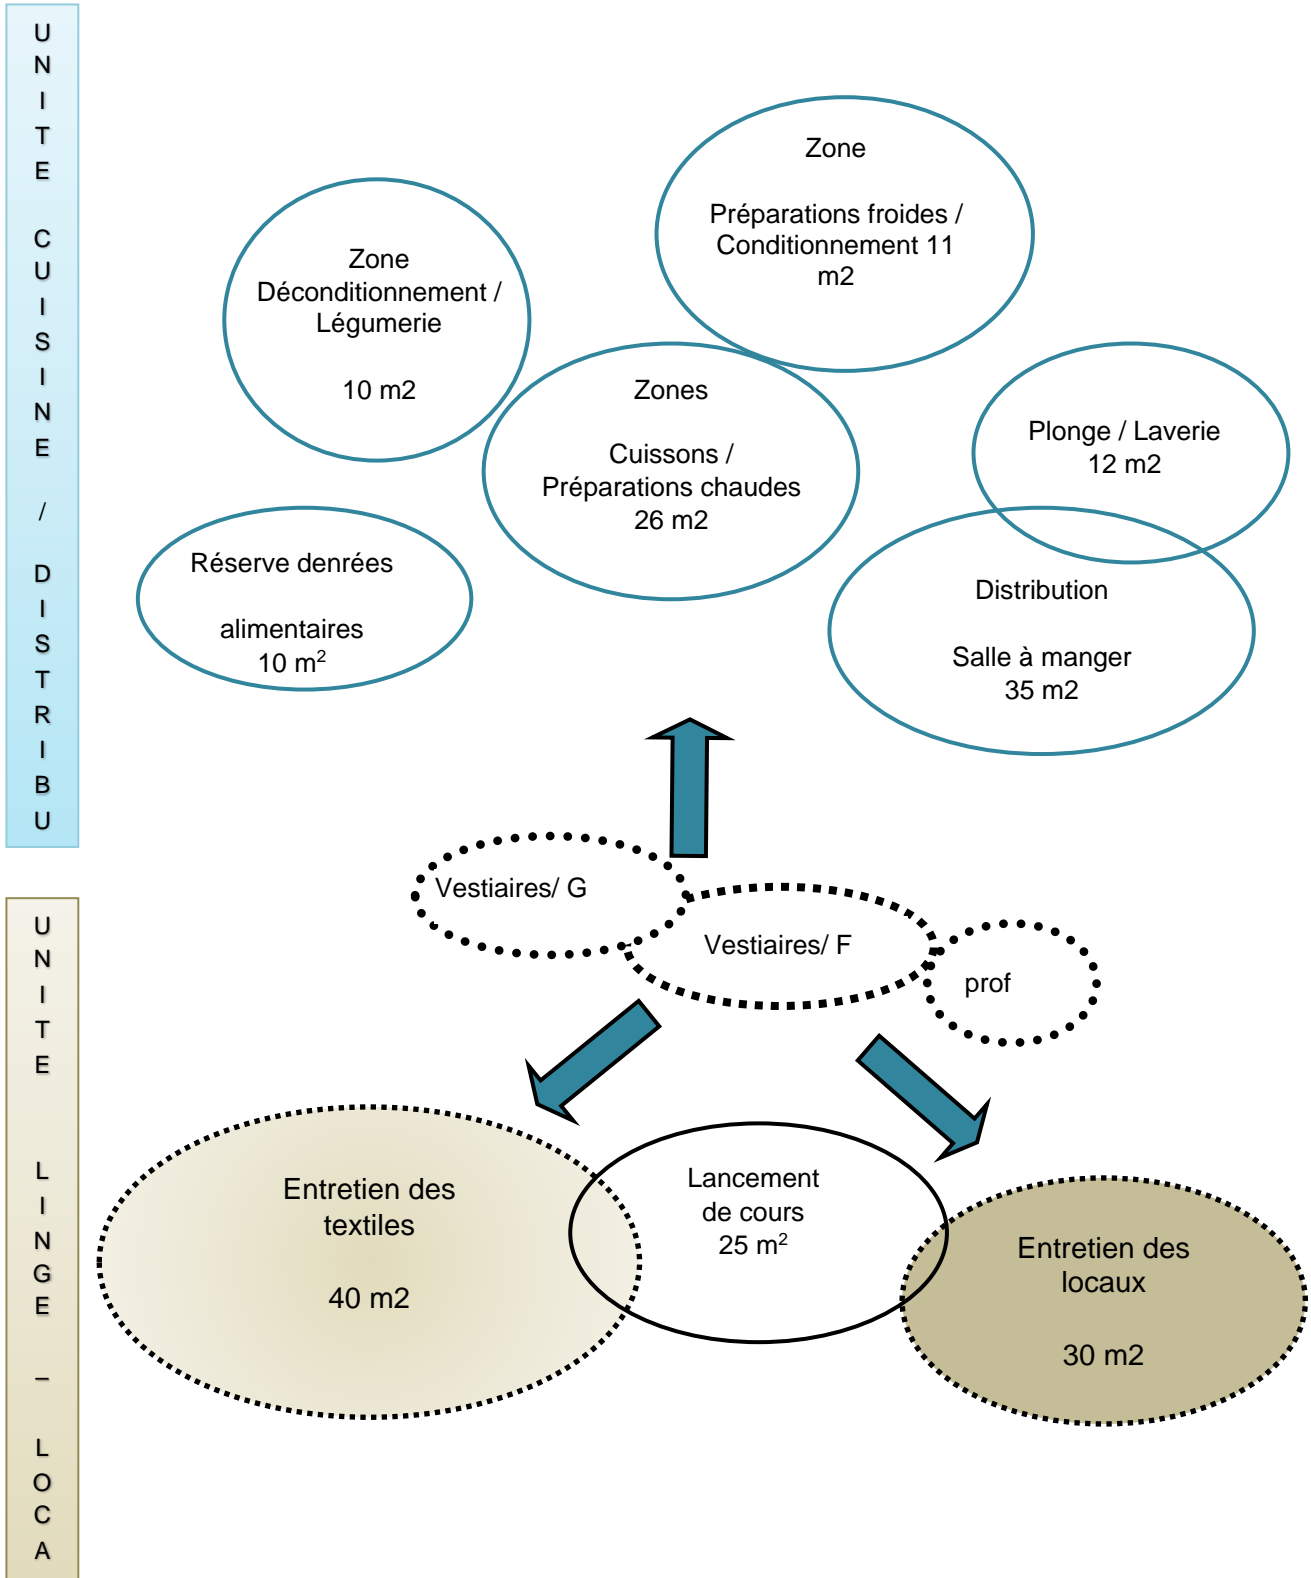 UNITE CUISINE / DISTRIBU
Zone
Préparations froides /
Conditionnement 11
m2
Zone
Déconditionnement /
Légumerie
10 m2
Zones
Cuissons /
Préparations chaudes
26 m2
Plonge / Laverie
12 m2
Réserve denrées
alimentaires
10 m²
Distribution
Salle à manger
35 m2
Vestiaires/ G
Vestiaires/ F
prof
UNITE LINGE – LOCA
Entretien des
textiles
40 m2
Lancement
de cours
25 m²
Entretien des
locaux
30 m2